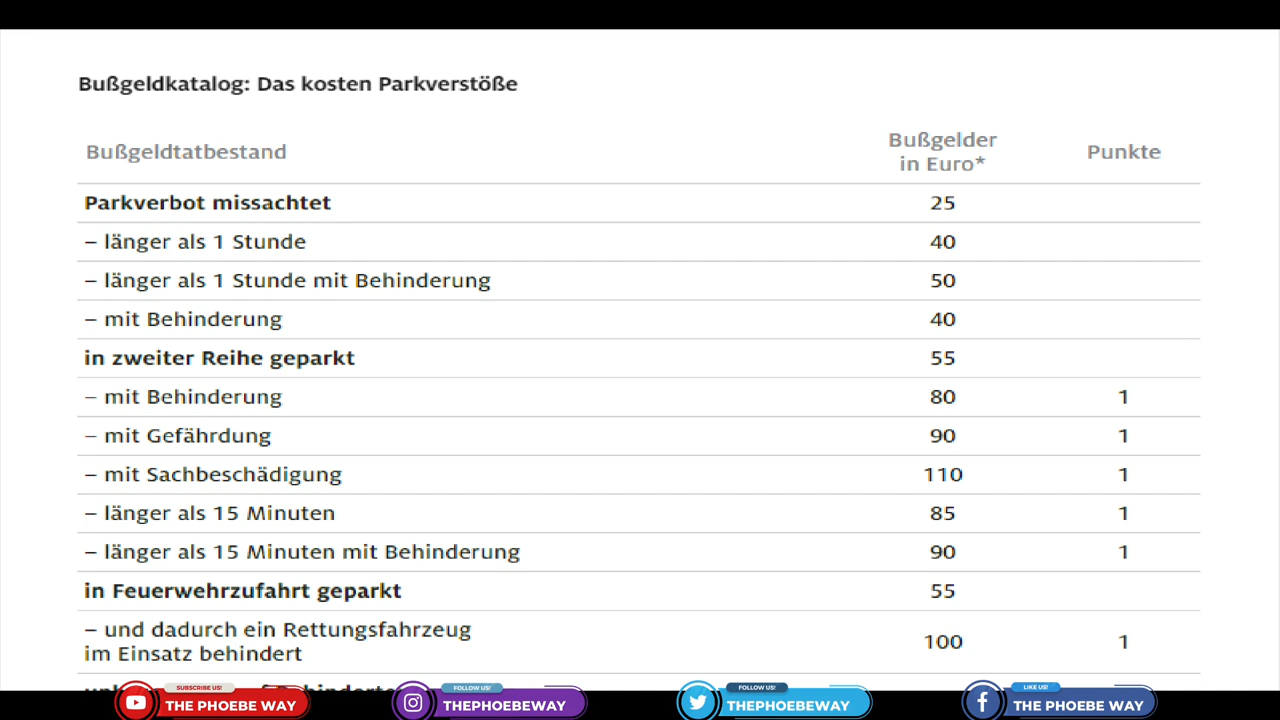 Bußgeldkatalog: Das kosten Parkverstöße
Bußgeldtatbestand
Bußgelder
in Euro*
Punkte
Parkverbot missachtet 25
– länger als 1 Stunde 40
– länger als 1 Stunde mit Behinderung 50
– mit Behinderung 40
in zweiter Reihe geparkt 55
– mit Behinderung 80 1
– mit Gefährdung 90 1
– mit Sachbeschädigung 110 1
– länger als 15 Minuten 85 1
– länger als 15 Minuten mit Behinderung 90 1
in Feuerwehrzufahrt geparkt 55
– und dadurch ein Rettungsfahrzeug
im Einsatz behindert 100 1
SUBSCRIBE US!
THE PHOEBE WAY
FOLLOW US!
THEPHOEBEWAY
FOLLOW US!
THEPHOEBEWAY
LIKE US!
THE PHOEBE WAY